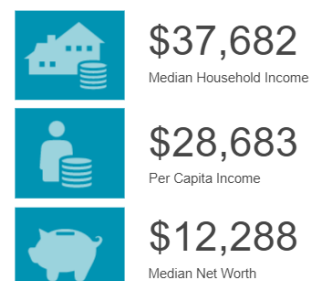 $37,682
Median Household Income
$28,683
Per Capita Income
$12,288
Median Net Worth